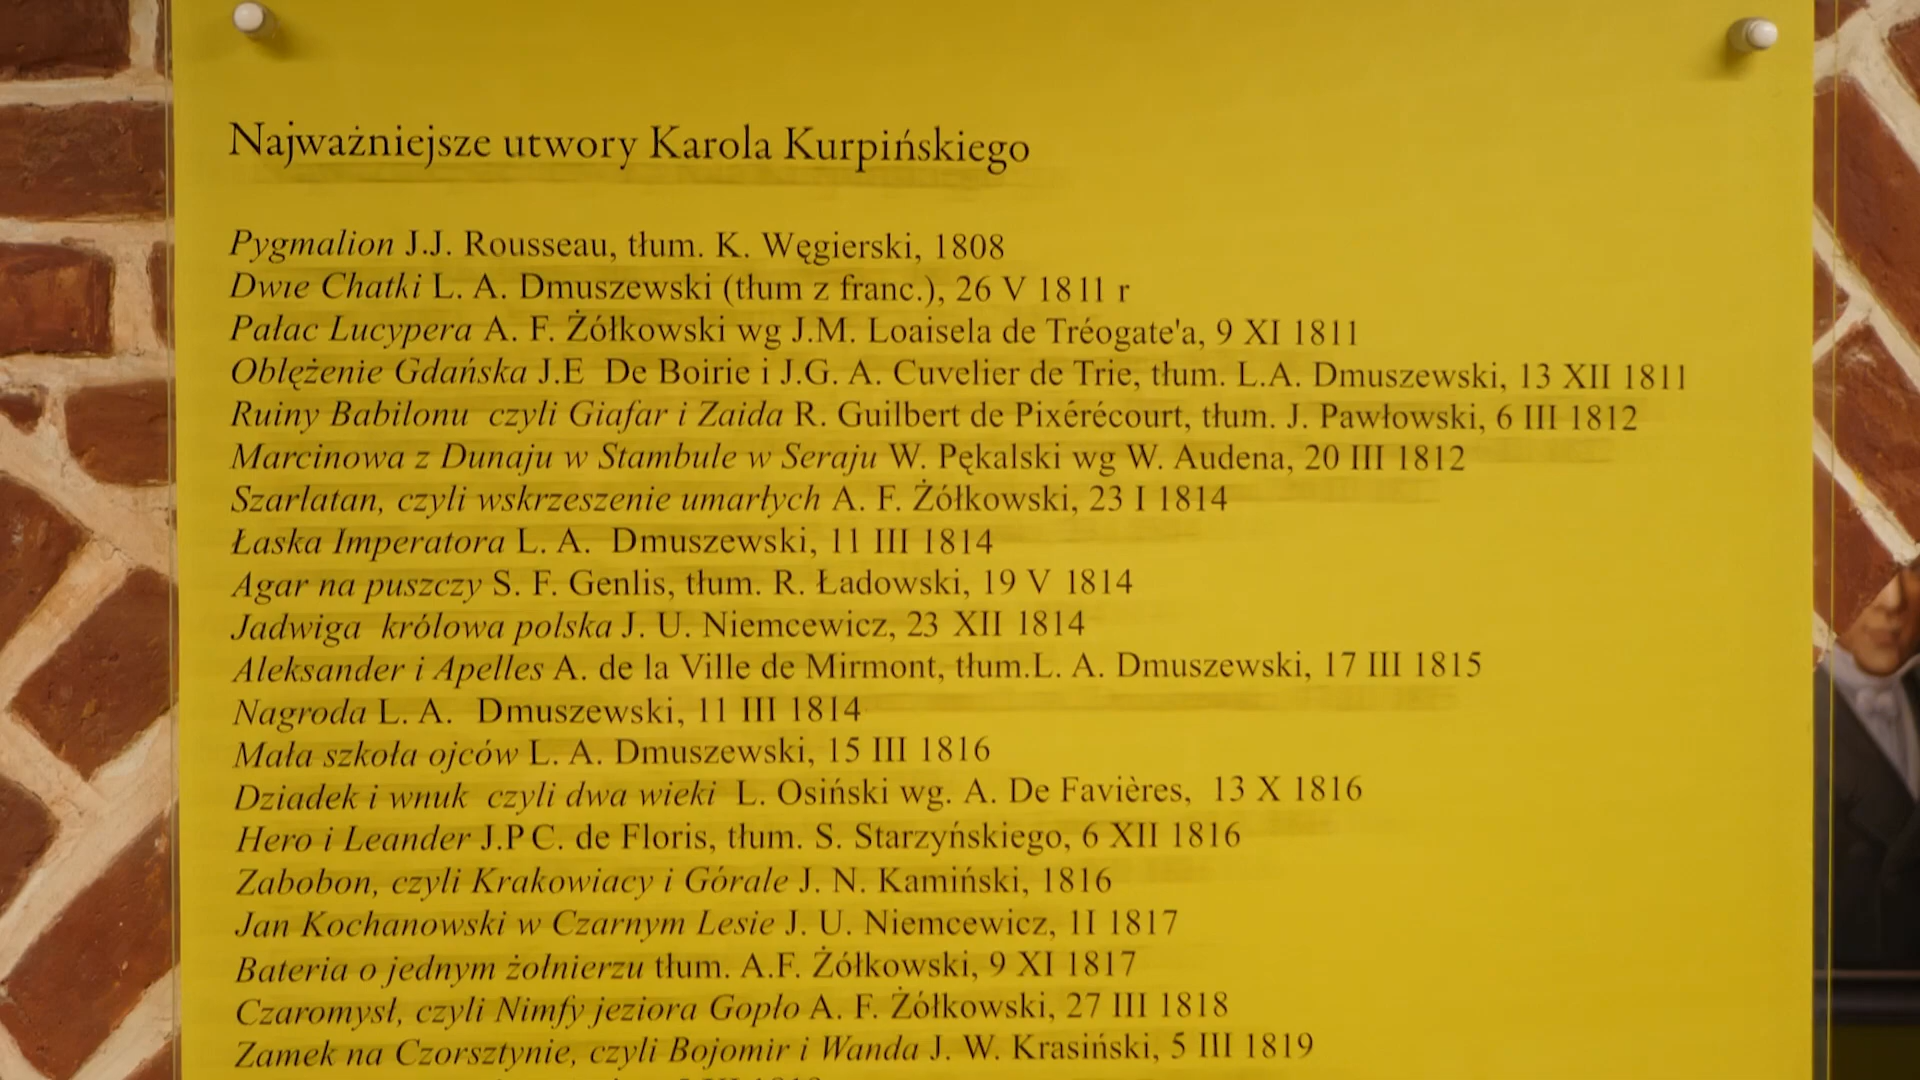 Najważniejsze utwory Karola Kurpińskiego
Pygmalion J.J. Rousseau, tłum. K. Węgierski, 1808
Dwie Chatki L. A. Dmuszewski (tłum z franc.), 26 V 1811 r
Pałac Lucypera A. F. Żółkowski wg J.M. Loaisela de Tréogate'a, 9 XI 1811
Oblężenie Gdańska J.E De Boirie i J.G. A. Cuvelier de Trie, tłum. L.A. Dmuszewski, 13 XII 1811
Ruiny Babilonu czyli Giafar i Zaida R. Guilbert de Pixérécourt, tłum. J. Pawłowski, 6 III 1812
Marcinowa z Dunaju w Stambule w Seraju W. Pękalski wg W. Audena, 20 III 1812
Szarlatan, czyli wskrzeszenie umarłych A. F. Żółkowski, 23 I 1814
Łaska Imperatora L. A. Dmuszewski, 11 III 1814
Agar na puszczy S. F. Genlis, tłum. R. Ładowski, 19 V 1814
Jadwiga królowa polska J. U. Niemcewicz, 23 XII 1814
Aleksander i Apelles A. de la Ville de Mirmont, tłum.L. A. Dmuszewski, 17 III 1815
Nagroda L. A. Dmuszewski, 11 III 1814
Mała szkoła ojców L. A. Dmuszewski, 15 III 1816
Dziadek i wnuk czyli dwa wieki L. Osiński wg. A. De Favières, 13 X 1816
Hero i Leander J.P C. de Floris, tłum. S. Starzyńskiego, 6 XII 1816
Zabobon, czyli Krakowiacy i Górale J. N. Kamiński, 1816
Jan Kochanowski w Czarnym Lesie J. U. Niemcewicz, 1I 1817
Bateria o jednym żołnierzu tłum. A.F. Żółkowski, 9 XI 1817
Czaromysł, czyli Nimfy jeziora Gopło A. F. Żółkowski, 27 III 1818
Zamek na Czorsztynie, czyli Bojomir i Wanda J. W. Krasiński, 5 III 1819